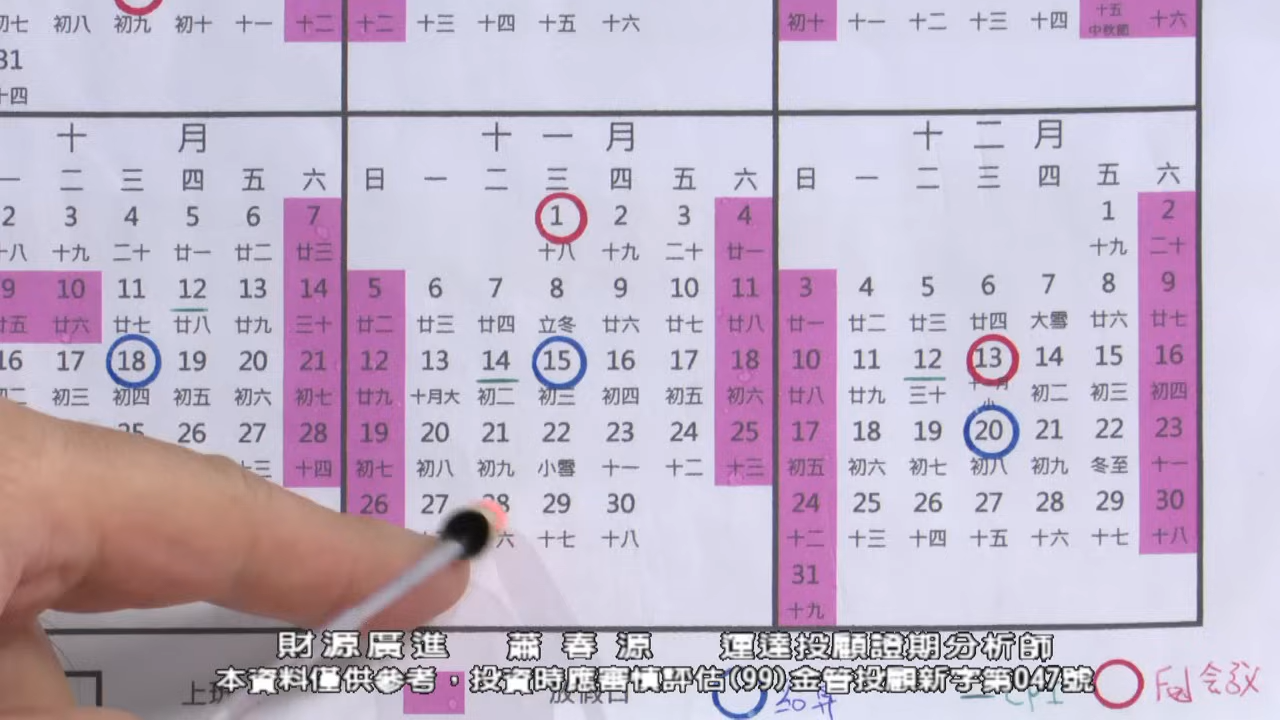 初七 初八 初九 初十 十一 十二 十二 十三 十四 十五 十六 初十 十一 十二 十三 十四 十五 中秋節 十六
31
十四
十月 十一月 十二月
一 二 三 四 五 六 日 一 二 三 四 五 六 日 一 二 三 四 五 六
2 3 4 5 6 7 1 2 3 4 1 2
十八 十九 二十 廿一 廿二 廿三 十八 十九 二十 廿一 十九 二十
9 10 11 12 13 14 5 6 7 8 9 10 11 3 4 5 6 7 8 9
廿五 廿六 廿七 廿八 廿九 三十 廿二 廿三 廿四 立冬 廿六 廿七 廿八 廿一 廿二 廿三 廿四 大雪 廿六 廿七
16 17 18 19 20 21 12 13 14 15 16 17 18 10 11 12 13 14 15 16
初二 初三 初四 初五 初六 初七 廿九 十月大 初二 初三 初四 初五 初六 廿八 廿九 三十 十一月小 初二 初三 初四
25 26 27 28 19 20 21 22 23 24 25 17 18 19 20 21 22 23
十三 十四 初七 初八 初九 小雪 十一 十二 十三 初五 初六 初七 初八 初九 冬至 十一
26 27 28 29 30 24 25 26 27 28 29 30
六 十七 十八 十二 十三 十四 十五 十六 十七 十八
31
十九
財源廣進 蕭春源 運達投顧證期分析師
本資料僅供參考，投資時應審慎評估(99)金管投顧新字第047號
上班 放假日 結算 CPI Fed 会议